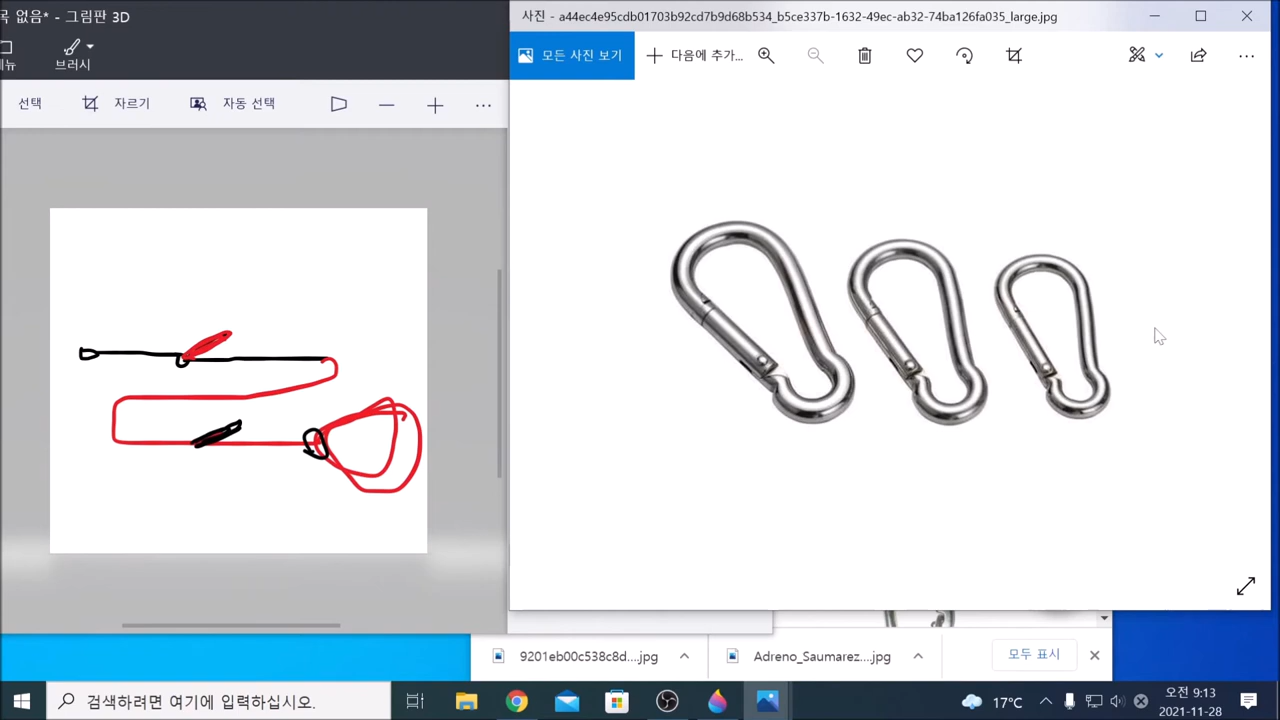 목 없음* - 그림판 3D
메뉴
브러시
선택
자르기
자동 선택
사진 - a44ec4e95cdb01703b92cd7b9d68b534_b5ce337b-1632-49ec-ab32-74ba126fa035_large.jpg
모든 사진 보기
다음에 추가...
9201eb00c538c8d....jpg
Adreno_Saumarez....jpg
모두 표시
검색하려면 여기에 입력하십시오.
17°C
오전 9:13
2021-11-28